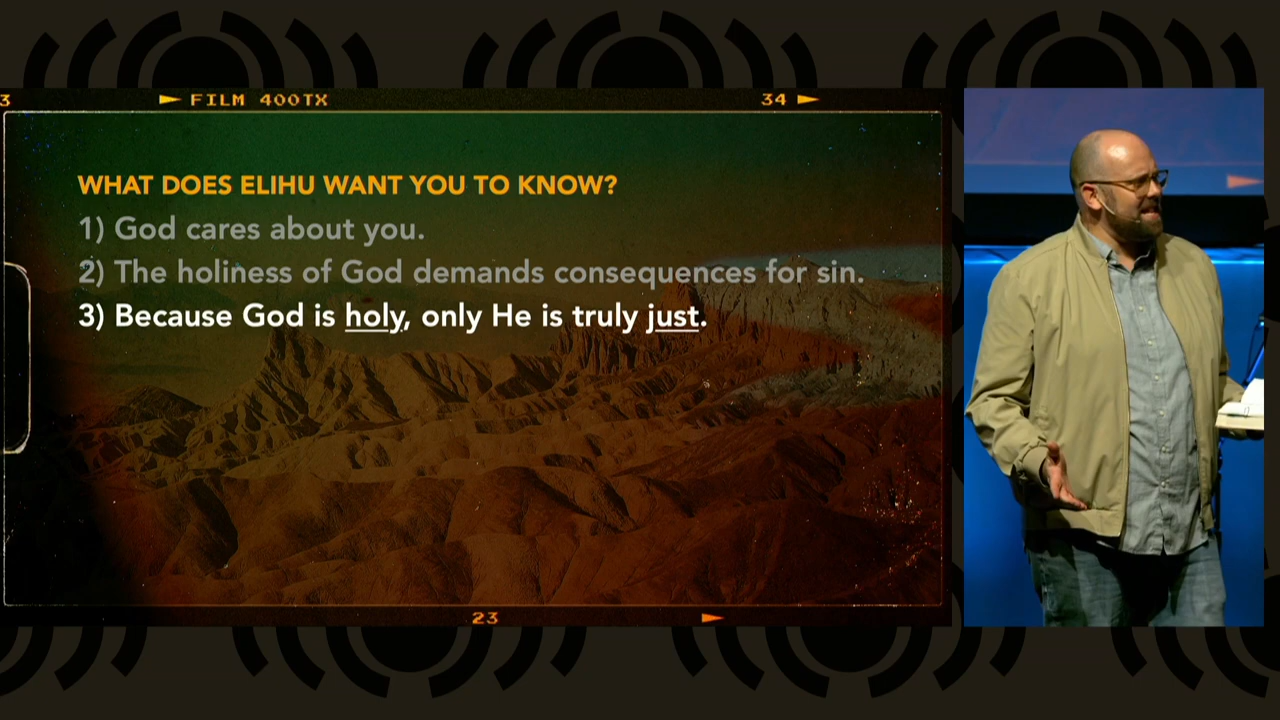 3
FILM 400TX
34
WHAT DOES ELIHU WANT YOU TO KNOW?
1) God cares about you.
2) The holiness of God demands consequences for sin.
3) Because God is holy, only He is truly just.
23